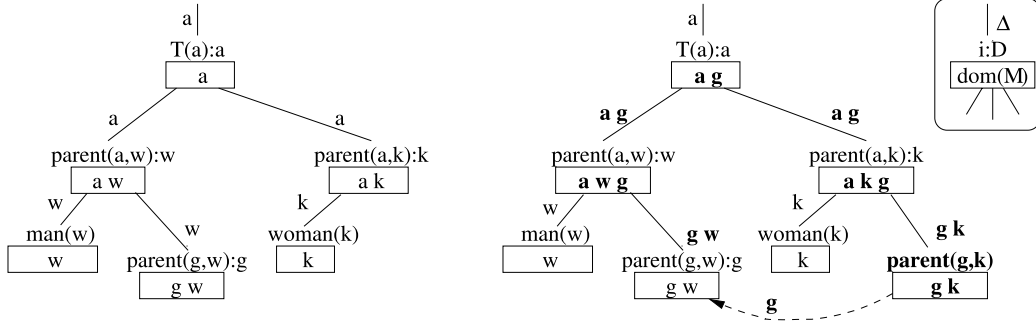 a
T(a):a
a
a
a
parent(a,w):w
a w
parent(a,k):k
a k
w
w
k
man(w)
w
parent(g,w):g
g w
woman(k)
k
a
T(a):a
a g
a g
a g
parent(a,w):w
a w g
parent(a,k):k
a k g
w
g w
k
g k
man(w)
w
parent(g,w):g
g w
woman(k)
k
parent(g,k)
g k
g
Δ
i:D
dom(M)